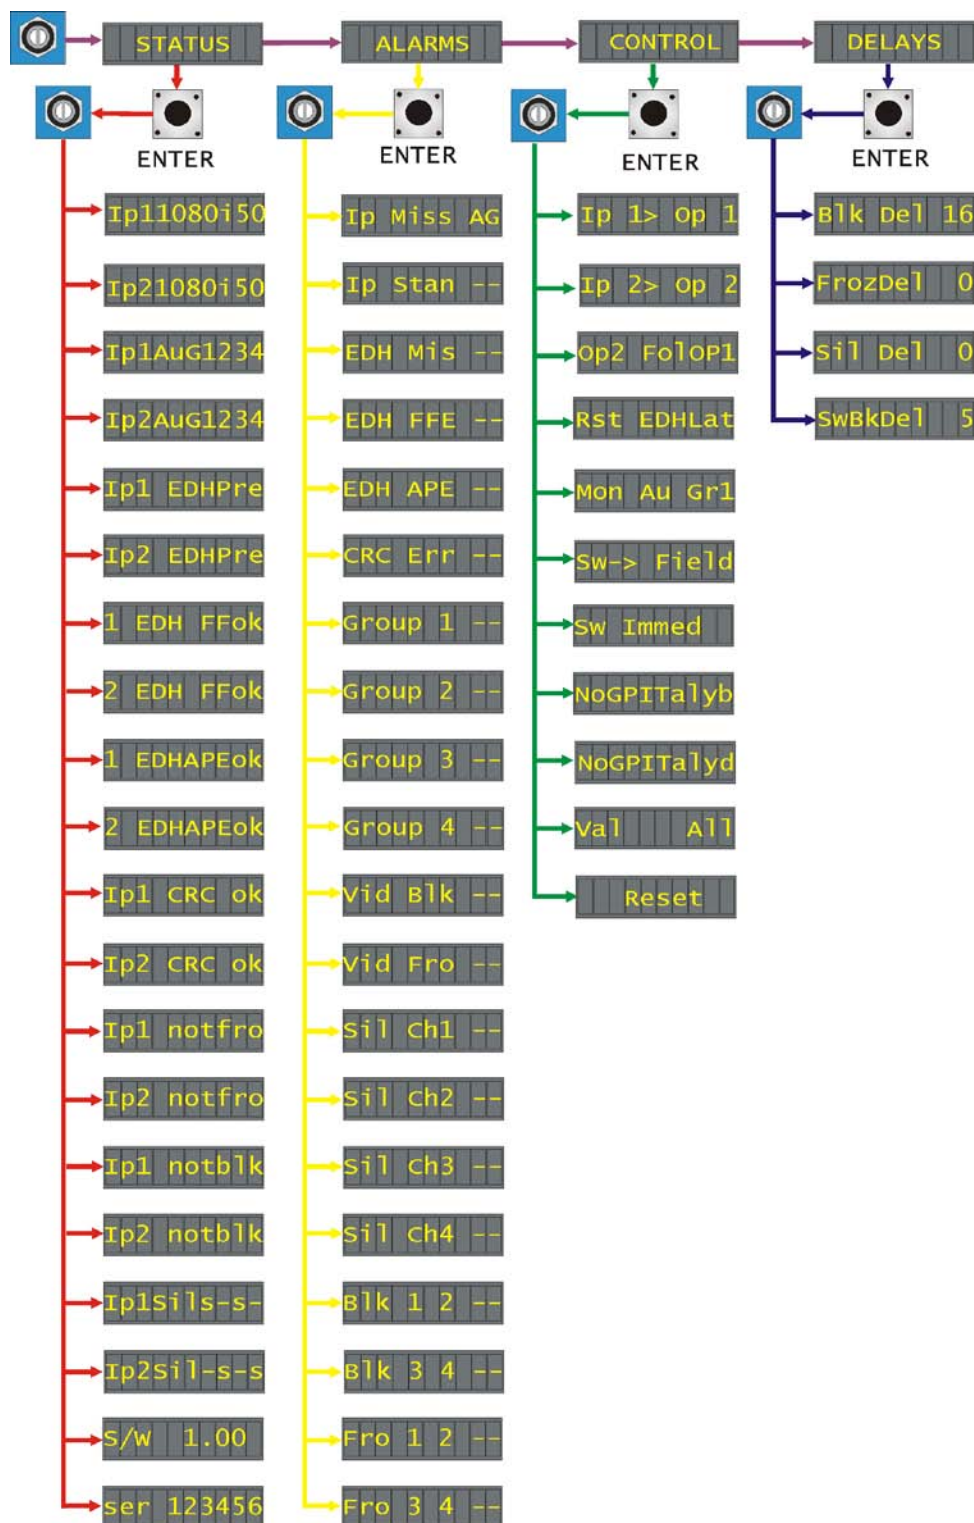 STATUS
ALARMS
CONTROL
DELAYS
ENTER
ENTER
ENTER
ENTER
Ip11080i50
Ip21080i50
Ip1AuG1234
Ip2AuG1234
Ip1 EDHPre
Ip2 EDHPre
1 EDH FFok
2 EDH FFok
1 EDHAPEok
2 EDHAPEok
Ip1 CRC ok
Ip2 CRC ok
Ip1 notfro
Ip2 notfro
Ip1 notblk
Ip2 notblk
Ip1Sils-s-
Ip2Sil-s-s
S/W 1.00
ser 123456
Ip Miss AG
Ip Stan --
EDH Mis --
EDH FFE --
EDH APE --
CRC Err --
Group 1 --
Group 2 --
Group 3 --
Group 4 --
Vid Blk --
Vid Fro --
Sil Ch1 --
Sil Ch2 --
Sil Ch3 --
Sil Ch4 --
Blk 1 2 --
Blk 3 4 --
Fro 1 2 --
Fro 3 4 --
Ip 1> Op 1
Ip 2> Op 2
Op2 FolOP1
Rst EDHLat
Mon Au Gr1
Sw-> Field
Sw Immed
NoGPITalyb
NoGPITalyd
Val All
Reset
Blk Del 16
FrozDel 0
Sil Del 0
SwBkDel 5